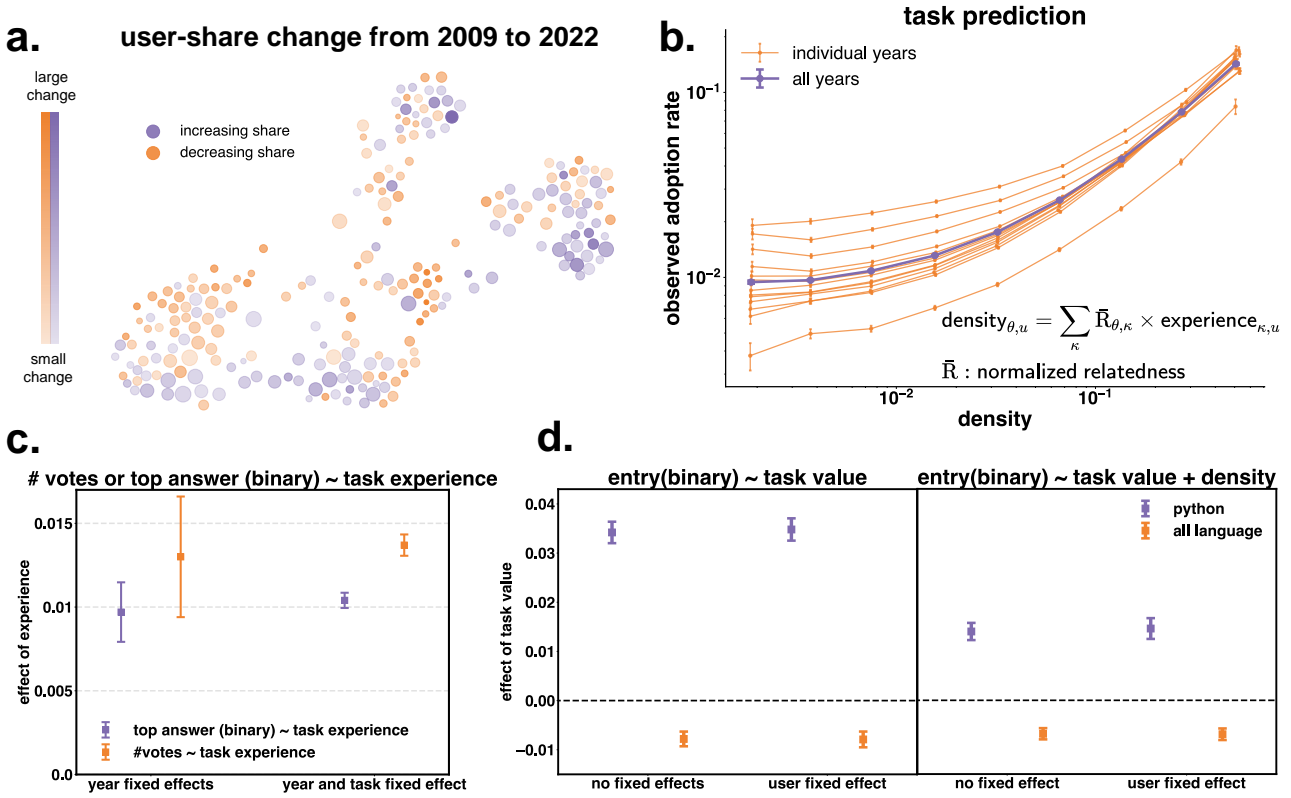 a.
user-share change from 2009 to 2022
large
change
increasing share
decreasing share
small
change
b.
task prediction
individual years
all years
observed adoption rate
10⁻¹
10⁻²
density_{θ,u} = ∑_κ R̄_{θ,κ} × experience_{κ,u}
R̄ : normalized relatedness
10⁻² 10⁻¹
density
c.
# votes or top answer (binary) ~ task experience
effect of experience
0.015
0.01
0.005
0.0
top answer (binary) ~ task experience
#votes ~ task experience
year fixed effects year and task fixed effect
d.
entry(binary) ~ task value
entry(binary) ~ task value + density
effect of task value
0.04
0.03
0.02
0.01
0.00
−0.01
python
all language
no fixed effects user fixed effect
no fixed effect user fixed effect